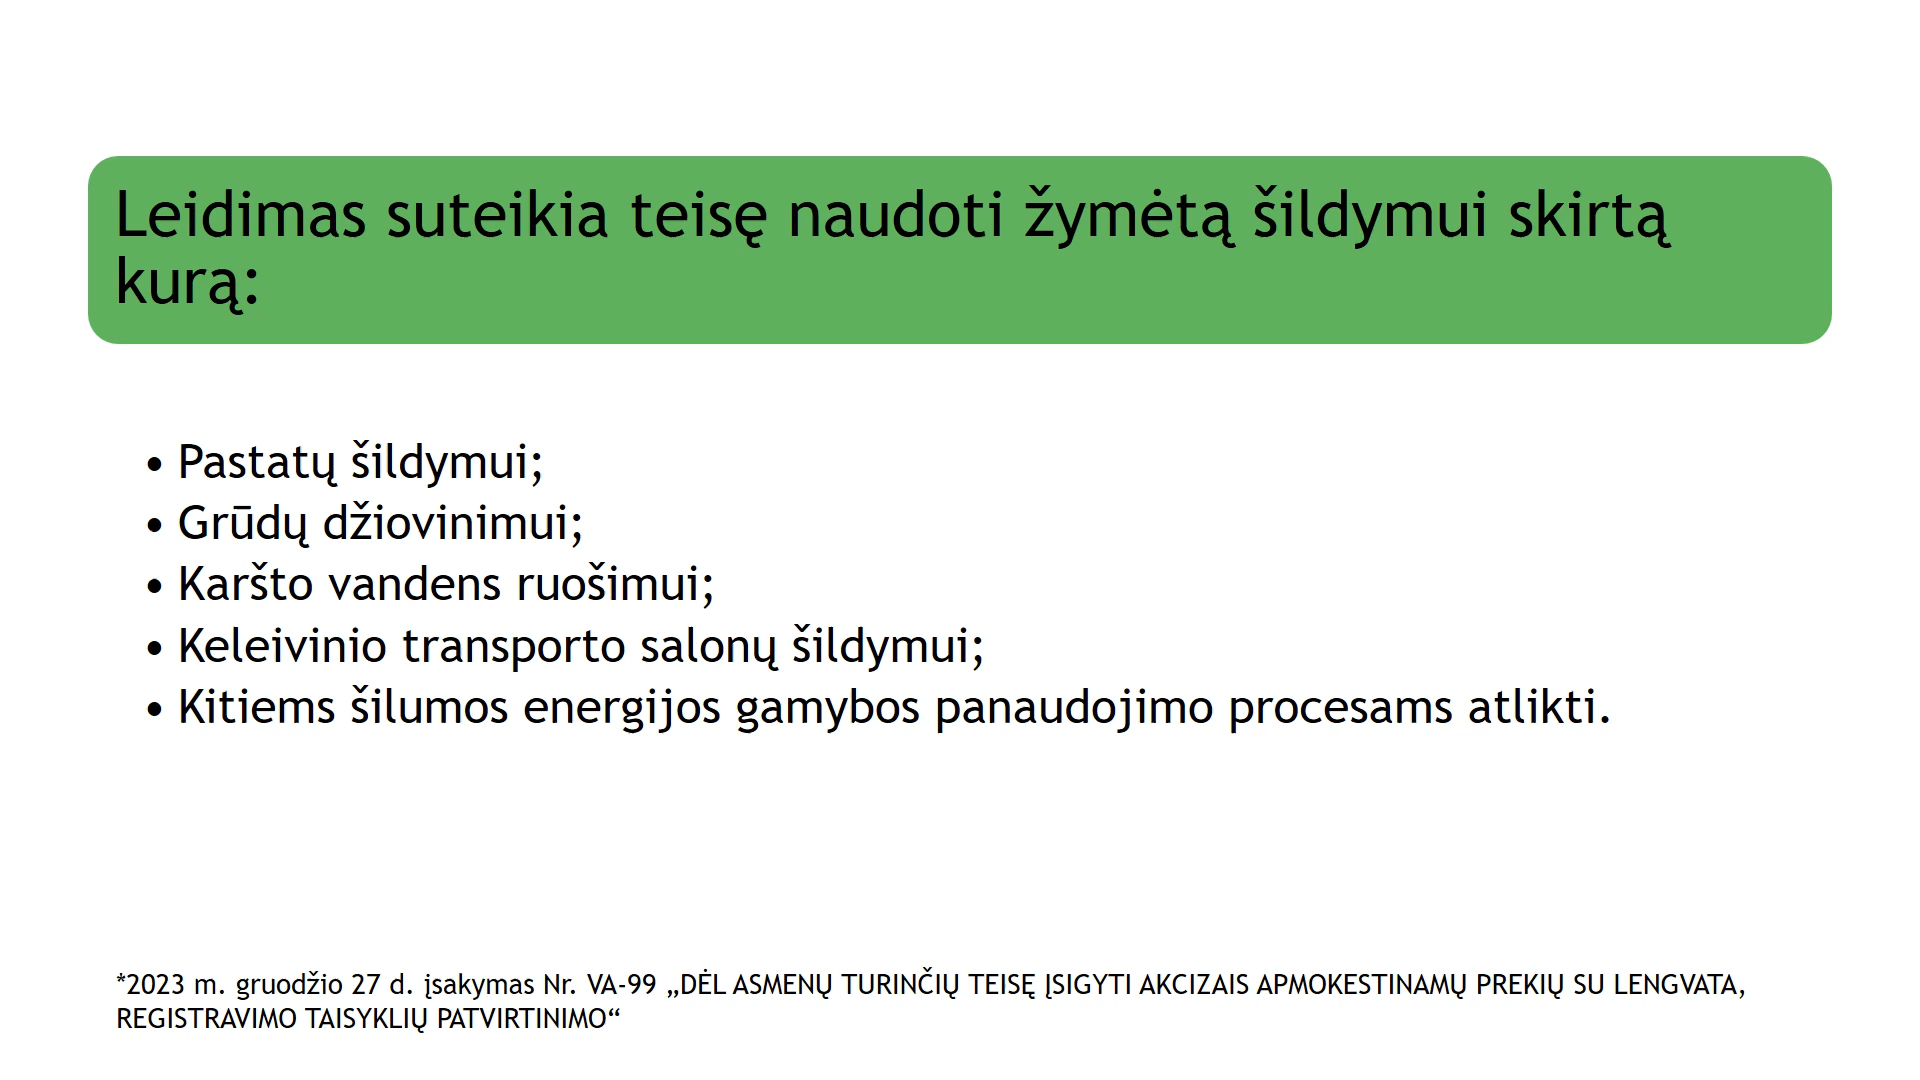 Leidimas suteikia teisę naudoti žymėtą šildymui skirtą
kurą:
• Pastatų šildymui;
• Grūdų džiovinimui;
• Karšto vandens ruošimui;
• Keleivinio transporto salonų šildymui;
• Kitiems šilumos energijos gamybos panaudojimo procesams atlikti.
*2023 m. gruodžio 27 d. įsakymas Nr. VA-99 „DĖL ASMENŲ TURINČIŲ TEISĘ ĮSIGYTI AKCIZAIS APMOKESTINAMŲ PREKIŲ SU LENGVATA,
REGISTRAVIMO TAISYKLIŲ PATVIRTINIMO“